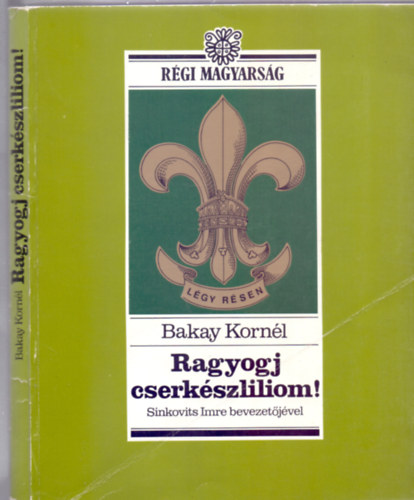 Bakay Kornél Ragyogj cserkészliliom!
RÉGI MAGYARSÁG
LÉGY RÉSEN
Bakay Kornél
Ragyogj
cserkészliliom!
Sinkovits Imre bevezetőjével